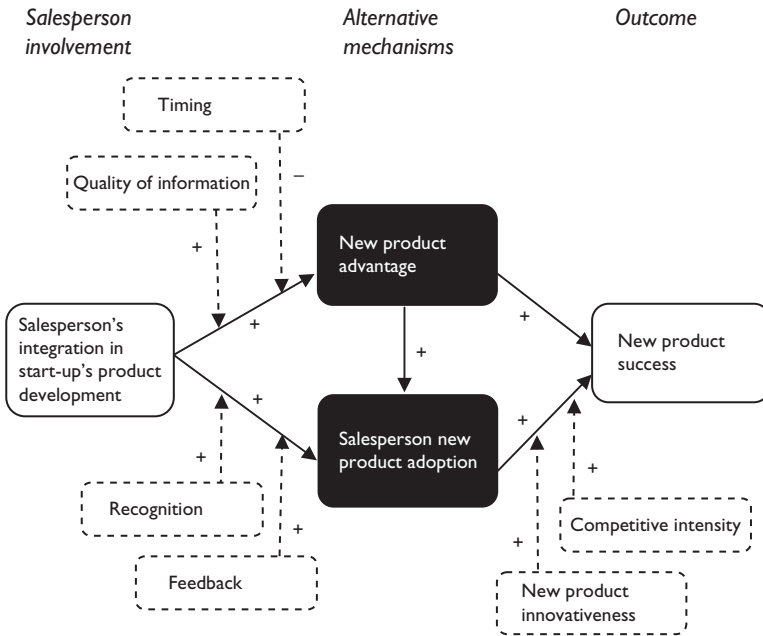 Salesperson
involvement
Alternative
mechanisms
Outcome
Timing
–
Quality of information
+
New product
advantage
+
+
Salesperson's
integration in
start-up's product
development
New product
success
+
+
Salesperson new
product adoption
+
+
Recognition
+
+
Competitive intensity
Feedback
+
New product
innovativeness